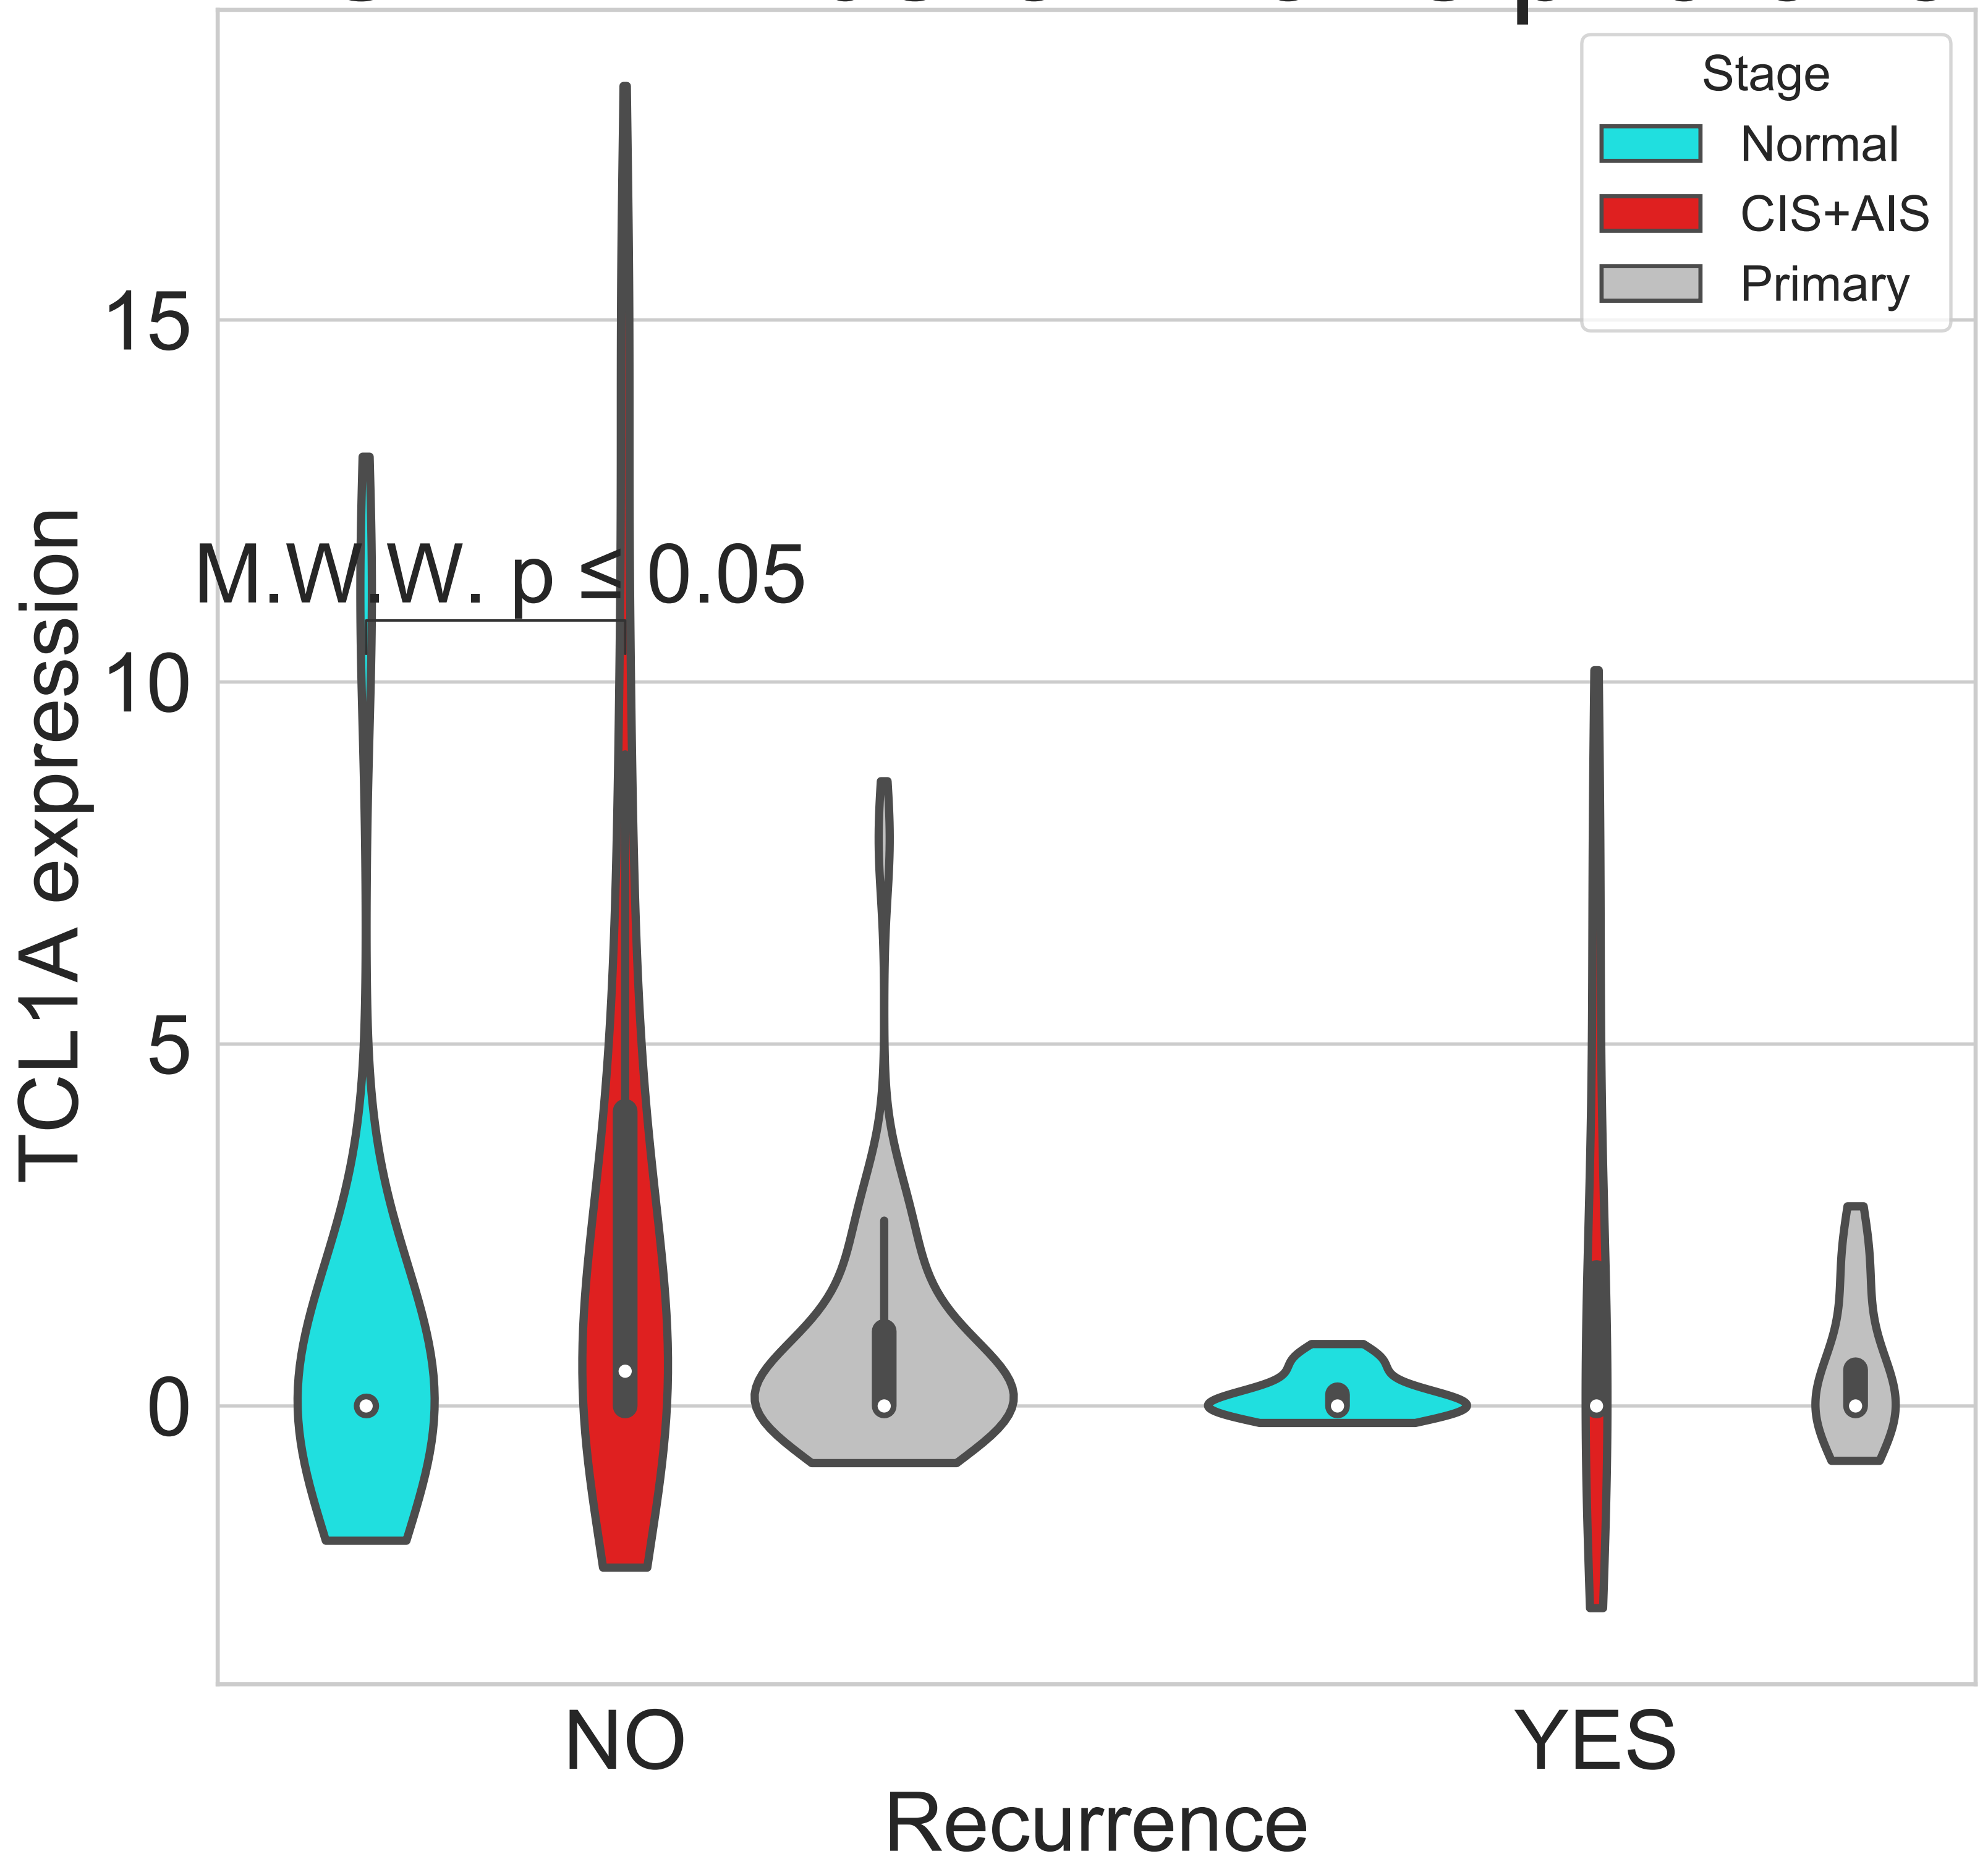 Stage
Normal
CIS+AIS
Primary
15
10
5
0
TCL1A expression
M.W.W. p ≤ 0.05
NO
YES
Recurrence